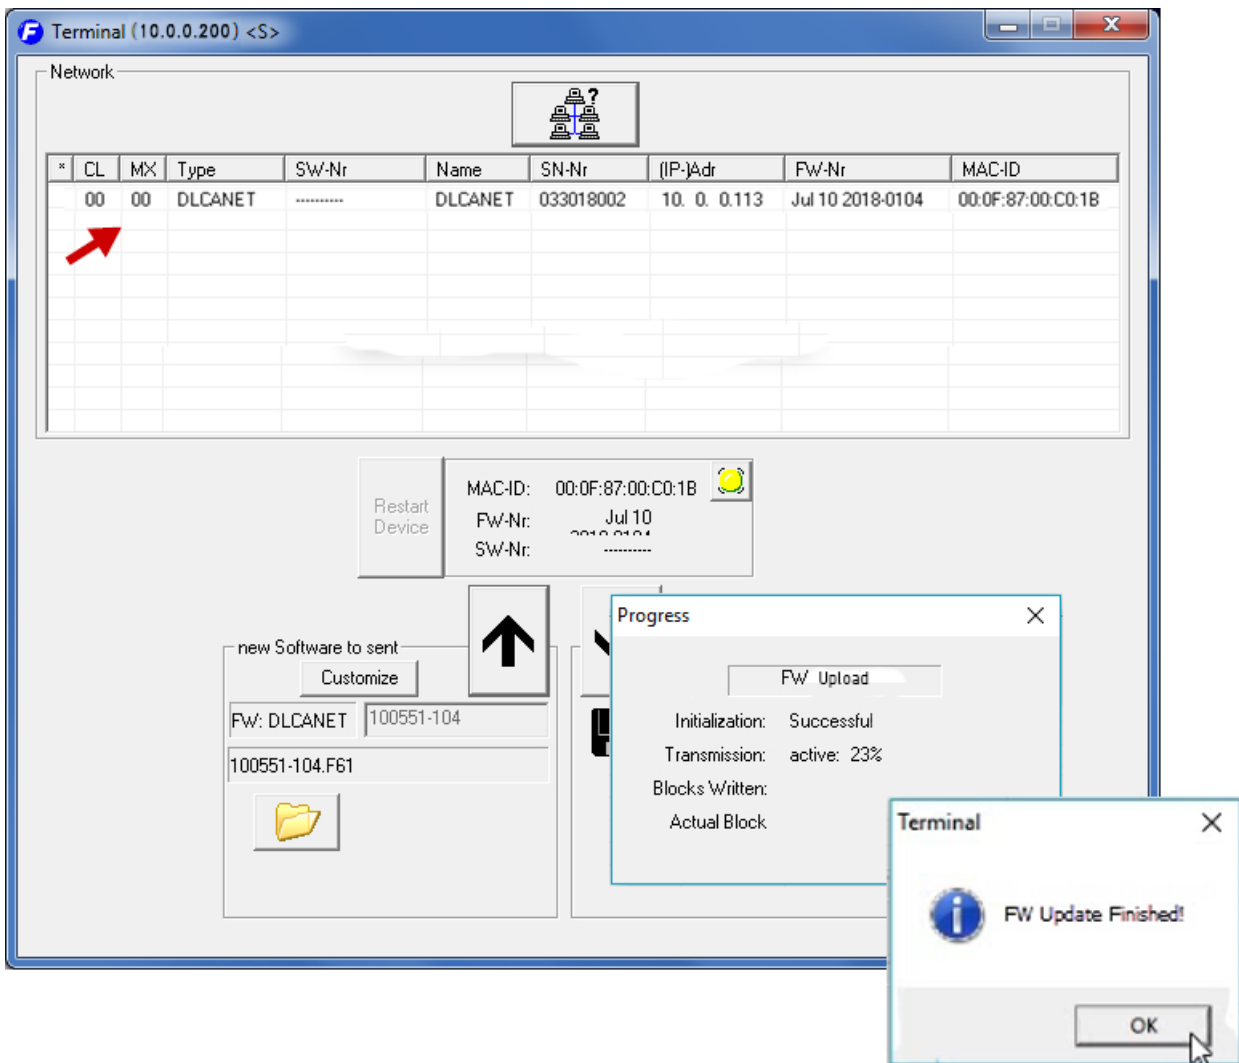 Terminal (10.0.0.200) <S>
Network
?
* CL MX Type SW-Nr Name SN-Nr (IP-)Adr FW-Nr MAC-ID
00 00 DLCANET ---------- DLCANET 033018002 10. 0. 0.113 Jul 10 2018-0104 00:0F:87:00:C0:1B
Restart
Device
MAC-ID: 00:0F:87:00:C0:1B
FW-Nr: Jul 10
2018-0104
SW-Nr: ----------
new Software to sent
Customize
FW: DLCANET 100551-104
100551-104.F61
Progress
FW Upload
Initialization: Successful
Transmission: active: 23%
Blocks Written:
Actual Block
Terminal
FW Update Finished!
OK